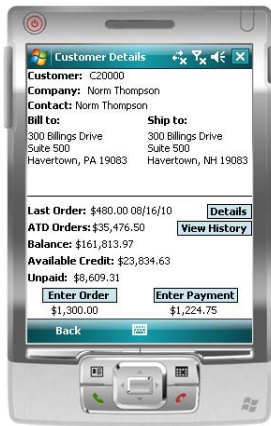 Customer Details
Customer: C20000
Company: Norm Thompson
Contact: Norm Thompson
Bill to: Ship to:
300 Billings Drive 300 Billings Drive
Suite 500 Suite 500
Havertown, PA 19083 Havertown, NH 19083
Last Order: $480.00 08/16/10 Details
ATD Orders: $35,476.50 View History
Balance: $161,813.97
Available Credit: $23,834.63
Unpaid: $8,609.31
Enter Order Enter Payment
$1,300.00 $1,224.75
Back